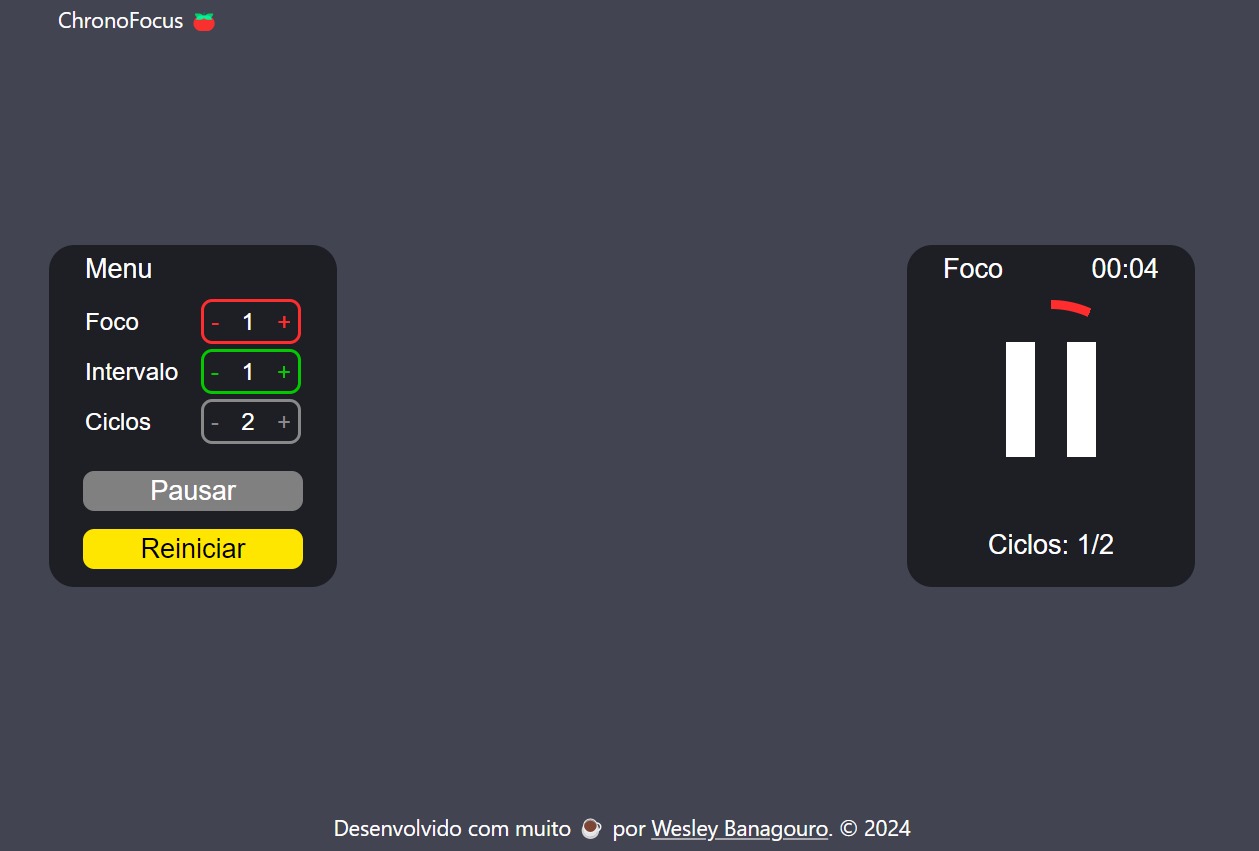 ChronoFocus
Menu
Foco - 1 +
Intervalo - 1 +
Ciclos - 2 +
Pausar
Reiniciar
Foco 00:04
Ciclos: 1/2
Desenvolvido com muito ☕ por Wesley Banagouro. © 2024